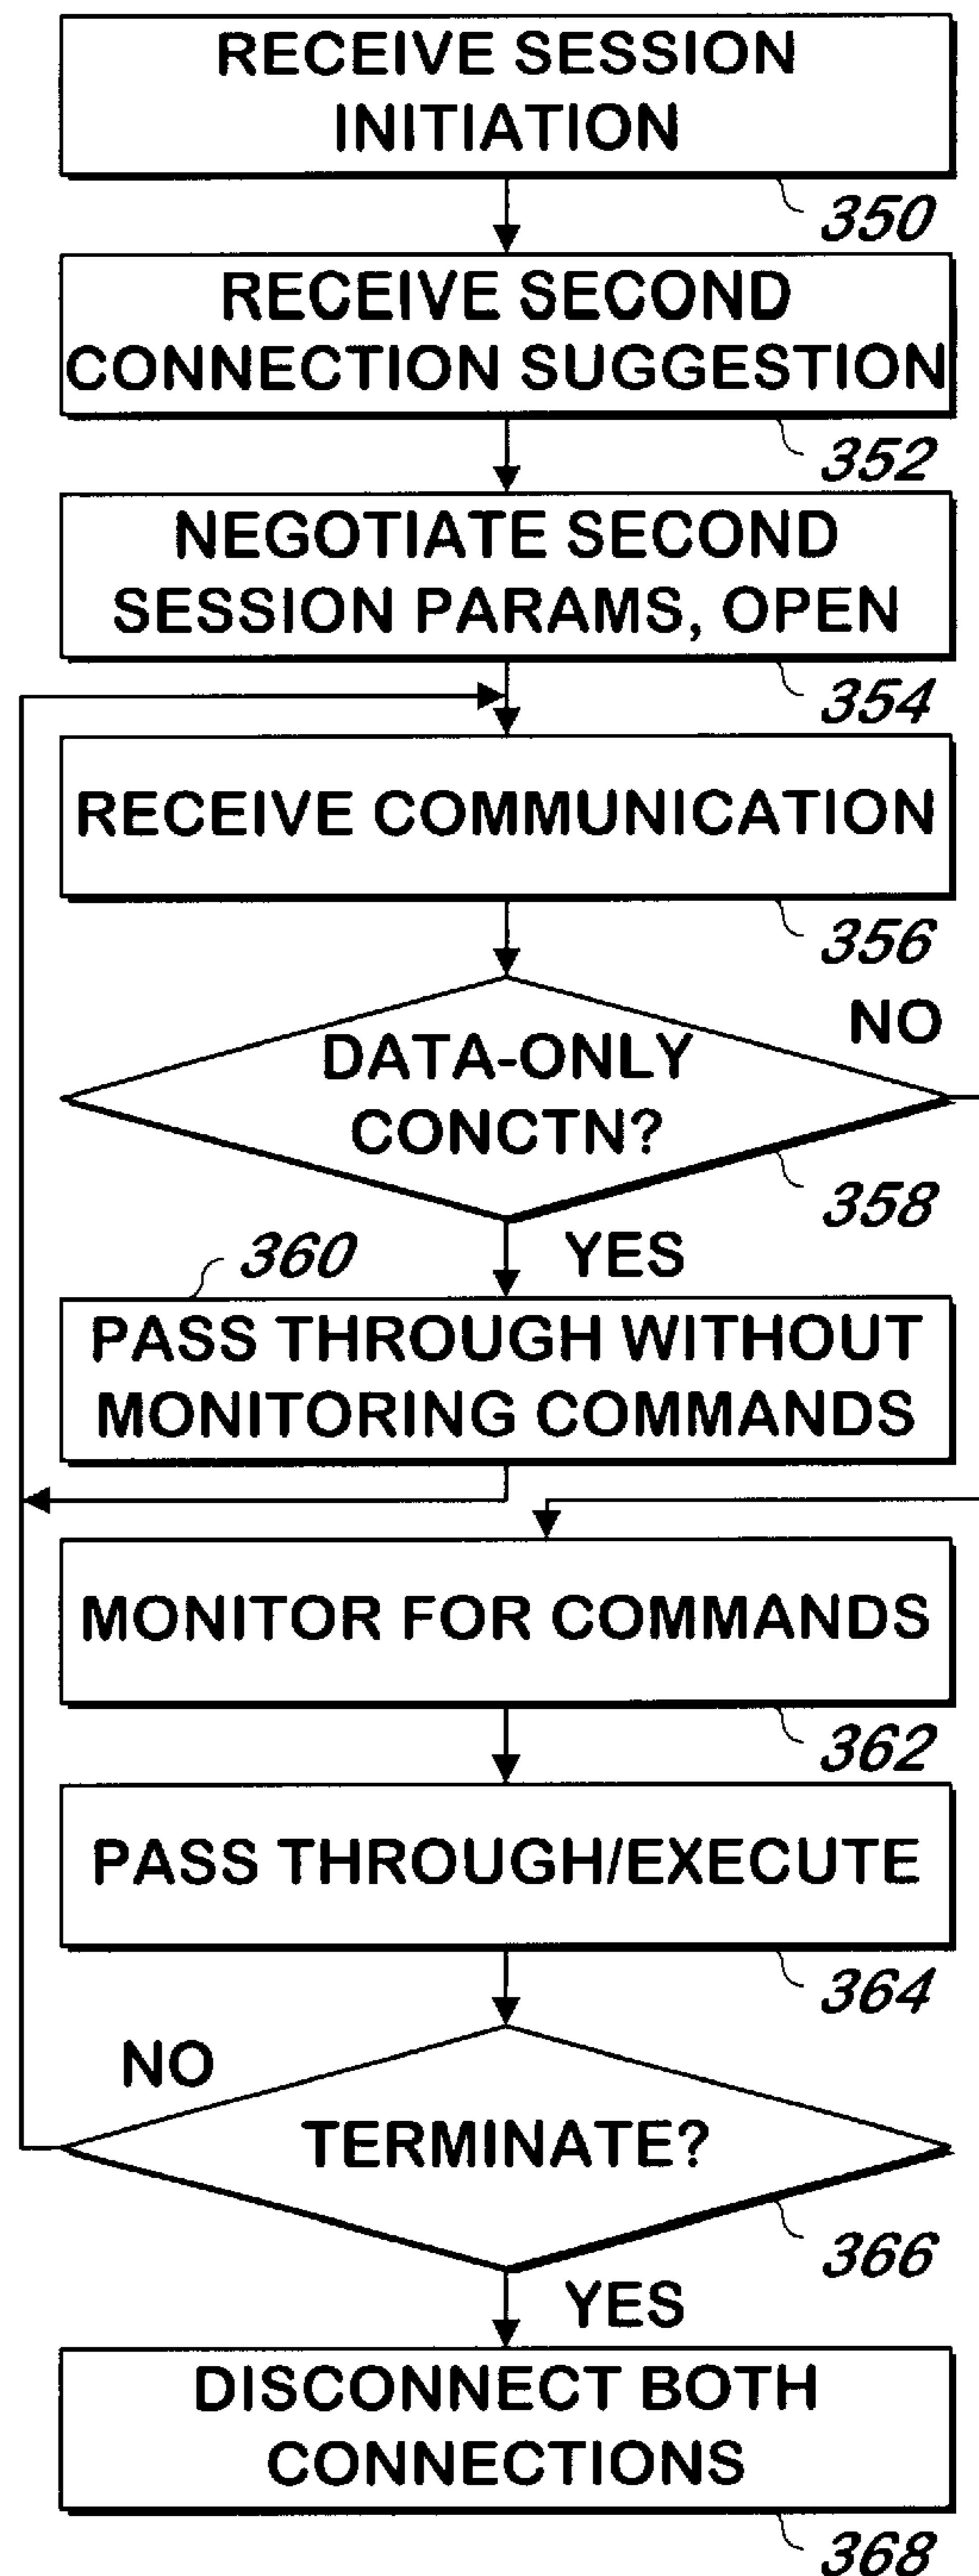 RECEIVE SESSION
INITIATION
350
RECEIVE SECOND
CONNECTION SUGGESTION
352
NEGOTIATE SECOND
SESSION PARAMS, OPEN
354
RECEIVE COMMUNICATION
356
NO
DATA-ONLY
CONCTN?
358
YES
360
PASS THROUGH WITHOUT
MONITORING COMMANDS
MONITOR FOR COMMANDS
362
PASS THROUGH/EXECUTE
364
NO
TERMINATE?
366
YES
DISCONNECT BOTH
CONNECTIONS
368